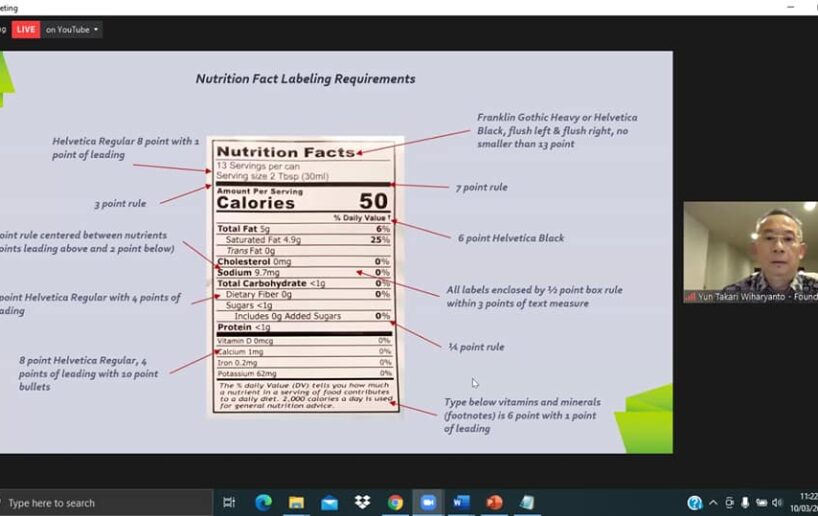 eting
LIVE on YouTube
Nutrition Fact Labeling Requirements
Helvetica Regular 8 point with 1
point of leading
3 point rule
oint rule centered between nutrients
oints leading above and 2 point below)
point Helvetica Regular with 4 points of
ading
8 point Helvetica Regular, 4
points of leading with 10 point
bullets
Nutrition Facts
13 Servings per can
Serving size 2 Tbsp (30ml)
Amount Per Serving
Calories 50
% Daily Value †
Total Fat 5g 6%
Saturated Fat 4.9g 25%
Trans Fat 0g
Cholesterol 0mg 0%
Sodium 9.7mg 0%
Total Carbohydrate <1g 0%
Dietary Fiber 0g 0%
Sugars <1g
Includes 0g Added Sugars 0%
Protein <1g
Vitamin D 0mcg 0%
Calcium 1mg 0%
Iron 0.2mg 0%
Potassium 62mg 0%
The % daily Value (DV) tells you how much
a nutrient in a serving of food contributes
to a daily diet. 2,000 calories a day is used
for general nutrition advice.
Franklin Gothic Heavy or Helvetica
Black, flush left & flush right, no
smaller than 13 point
7 point rule
6 point Helvetica Black
All labels enclosed by ½ point box rule
within 3 points of text measure
¼ point rule
Type below vitamins and minerals
(footnotes) is 6 point with 1 point
of leading
Yun Takari Wiharyanto - Found
Type here to search
11:22
10/03/20